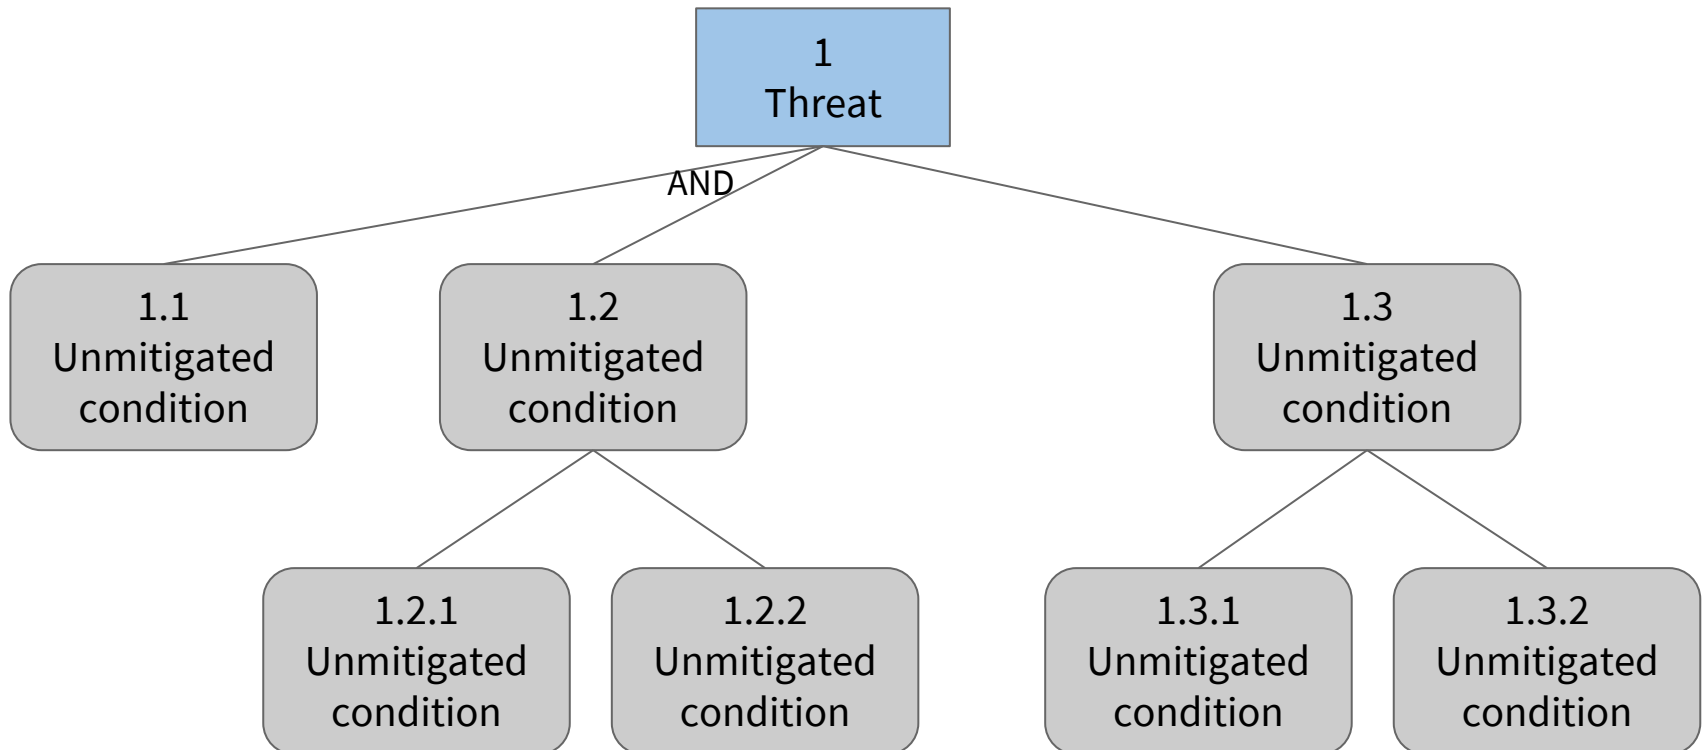 1
Threat
AND
1.1
Unmitigated
condition
1.2
Unmitigated
condition
1.3
Unmitigated
condition
1.2.1
Unmitigated
condition
1.2.2
Unmitigated
condition
1.3.1
Unmitigated
condition
1.3.2
Unmitigated
condition